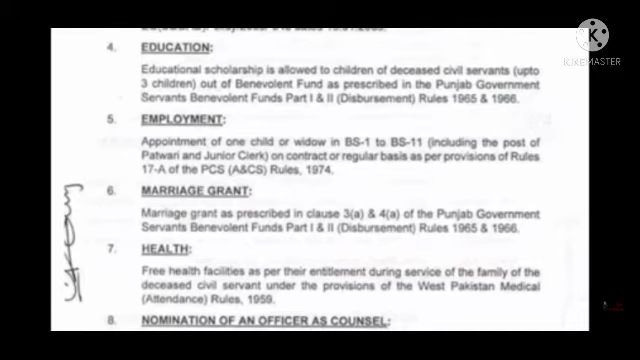 4. EDUCATION:
Educational scholarship is allowed to children of deceased civil servants (upto
3 children) out of Benevolent Fund as prescribed in the Punjab Government
Servants Benevolent Funds Part I & II (Disbursement) Rules 1965 & 1966.
5. EMPLOYMENT:
Appointment of one child or widow in BS-1 to BS-11 (including the post of
Patwari and Junior Clerk) on contract or regular basis as per provisions of Rules
17-A of the PCS (A&CS) Rules, 1974.
6. MARRIAGE GRANT:
Marriage grant as prescribed in clause 3(a) & 4(a) of the Punjab Government
Servants Benevolent Funds Part I & II (Disbursement) Rules 1965 & 1966.
7. HEALTH:
Free health facilities as per their entitlement during service of the family of the
deceased civil servant under the provisions of the West Pakistan Medical
(Attendance) Rules, 1959.
8. NOMINATION OF AN OFFICER AS COUNSEL:
KINEMASTER